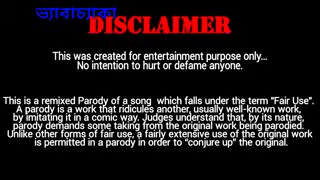 ভ্যাবাচ্যাকা
DISCLAIMER
This was created for entertainment purpose only...
No intention to hurt or defame anyone.
This is a remixed Parody of a song which falls under the term "Fair Use".
A parody is a work that ridicules another, usually well-known work,
by imitating it in a comic way. Judges understand that, by its nature,
parody demands some taking from the original work being parodied.
Unlike other forms of fair use, a fairly extensive use of the original work
is permitted in a parody in order to "conjure up" the original.